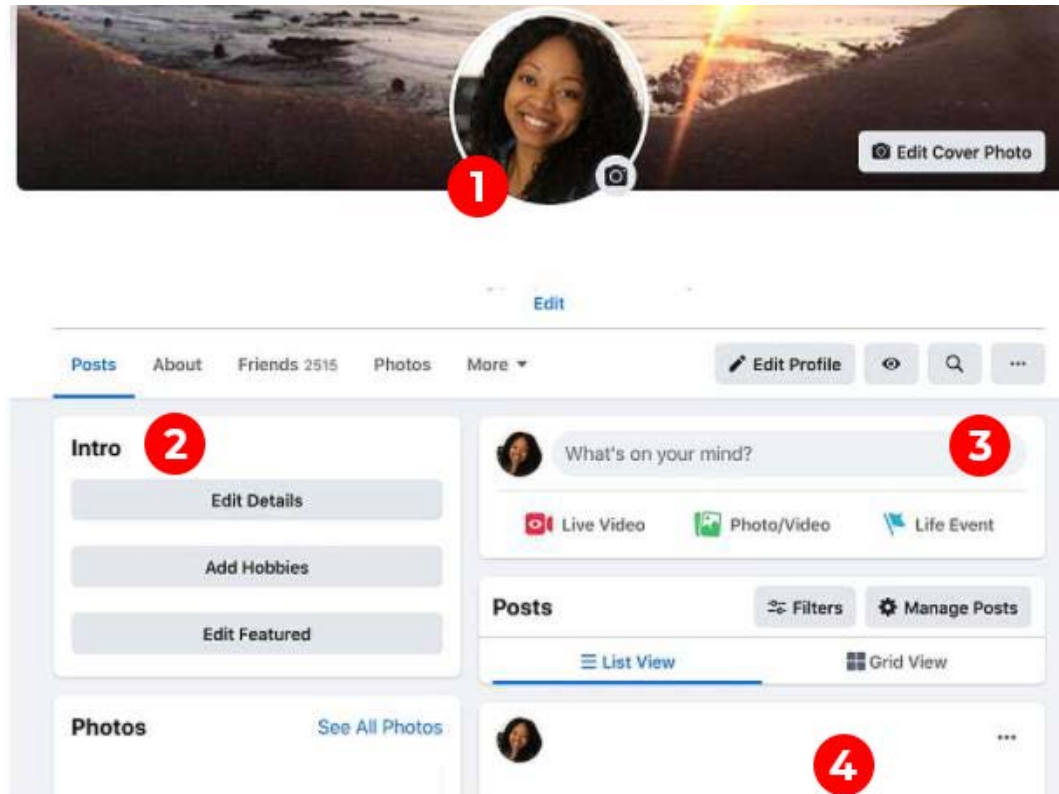 Edit Cover Photo
1
Edit
Posts About Friends 2515 Photos More
Edit Profile
Intro 2
Edit Details
Add Hobbies
Edit Featured
Photos See All Photos
What's on your mind? 3
Live Video Photo/Video Life Event
Posts Filters Manage Posts
List View Grid View
4